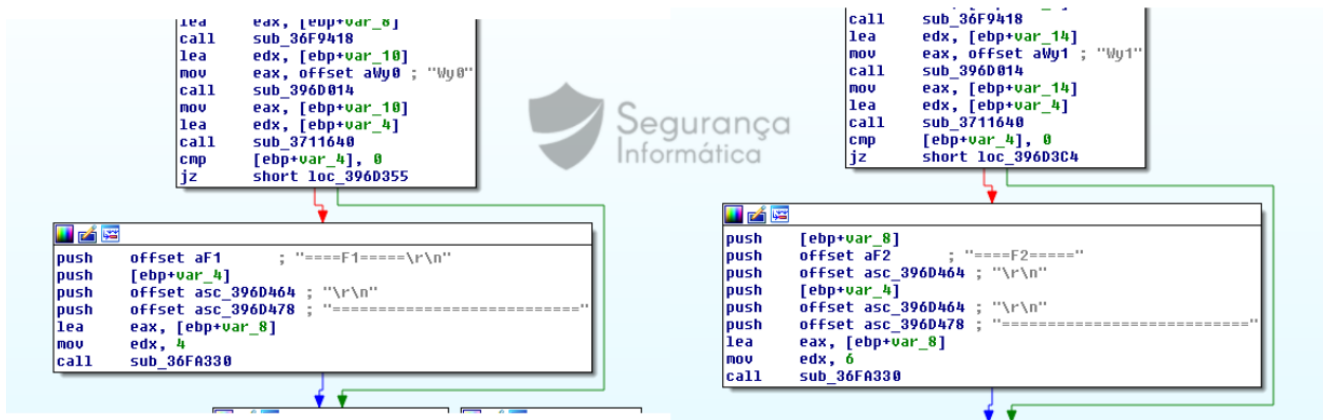 lea eax, [ebp+var_8]
call sub_36F9418
lea edx, [ebp+var_10]
mov eax, offset aWy0 ; "Wy0"
call sub_396D014
mov eax, [ebp+var_10]
lea edx, [ebp+var_4]
call sub_3711640
cmp [ebp+var_4], 0
jz short loc_396D355
push offset aF1 ; "====F1=====\r\n"
push [ebp+var_4]
push offset asc_396D464 ; "\r\n"
push offset asc_396D478 ; "==========================="
lea eax, [ebp+var_8]
mov edx, 4
call sub_36FA330
Segurança
Informática
call sub_36F9418
lea edx, [ebp+var_14]
mov eax, offset aWy1 ; "Wy1"
call sub_396D014
mov eax, [ebp+var_14]
lea edx, [ebp+var_4]
call sub_3711640
cmp [ebp+var_4], 0
jz short loc_396D3C4
push [ebp+var_8]
push offset aF2 ; "====F2====="
push offset asc_396D464 ; "\r\n"
push [ebp+var_4]
push offset asc_396D464 ; "\r\n"
push offset asc_396D478 ; "==========================="
lea eax, [ebp+var_8]
mov edx, 6
call sub_36FA330